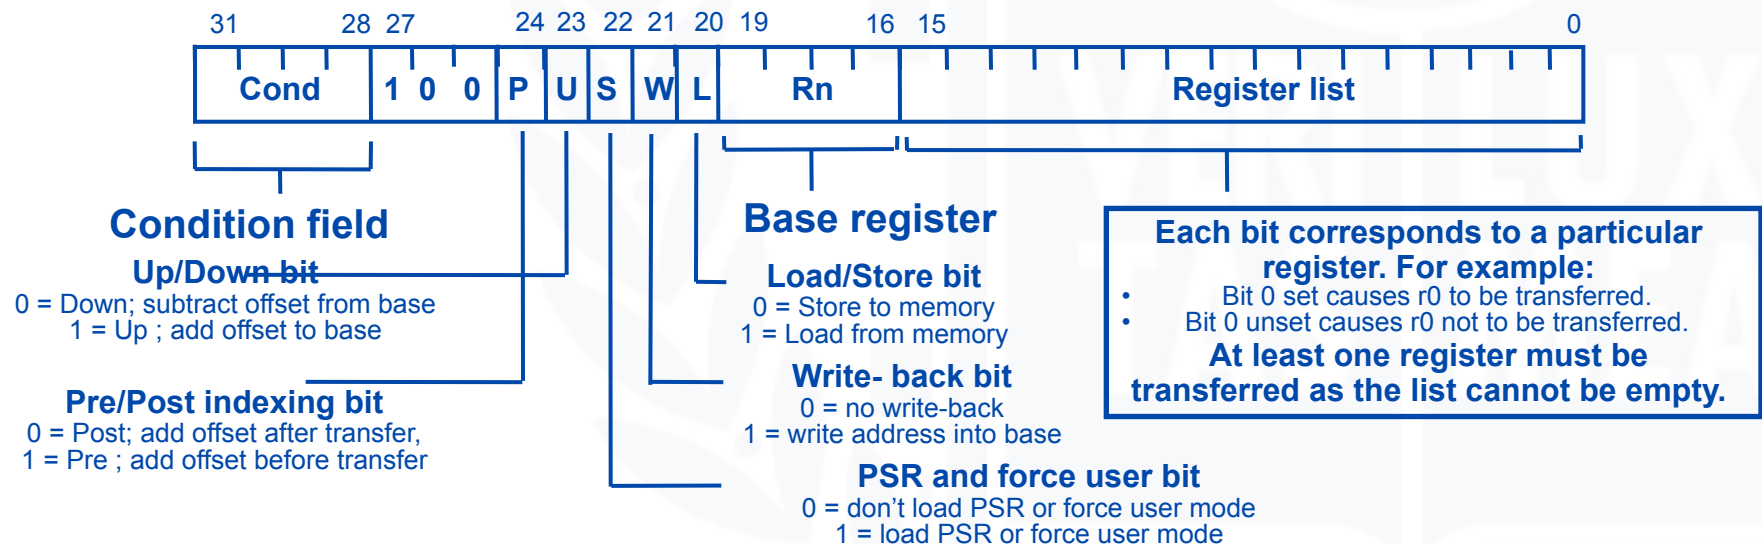 31 28 27 24 23 22 21 20 19 16 15 0
Cond 1 0 0 P U S W L Rn Register list
Condition field
Up/Down bit
0 = Down; subtract offset from base
1 = Up ; add offset to base
Pre/Post indexing bit
0 = Post; add offset after transfer,
1 = Pre ; add offset before transfer
Base register
Load/Store bit
0 = Store to memory
1 = Load from memory
Write- back bit
0 = no write-back
1 = write address into base
PSR and force user bit
0 = don’t load PSR or force user mode
1 = load PSR or force user mode
Each bit corresponds to a particular
register. For example:
• Bit 0 set causes r0 to be transferred.
• Bit 0 unset causes r0 not to be transferred.
At least one register must be
transferred as the list cannot be empty.